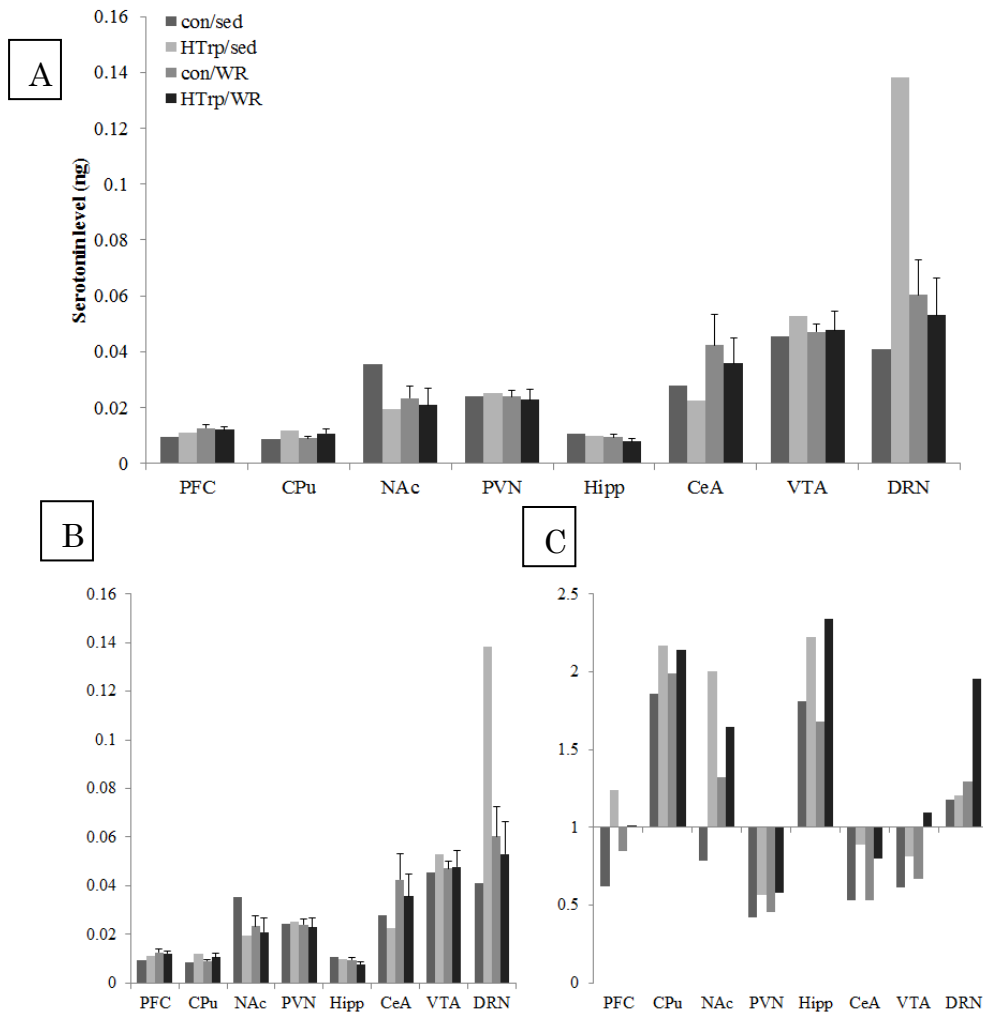 A
0.16
0.14
0.12
0.1
0.08
0.06
0.04
0.02
0
Serotonin level (ng)
con/sed
HTrp/sed
con/WR
HTrp/WR
PFC CPu NAc PVN Hipp CeA VTA DRN
B
0.16
0.14
0.12
0.1
0.08
0.06
0.04
0.02
0
PFC CPu NAc PVN Hipp CeA VTA DRN
C
2.5
2
1.5
1
0.5
0
PFC CPu NAc PVN Hipp CeA VTA DRN